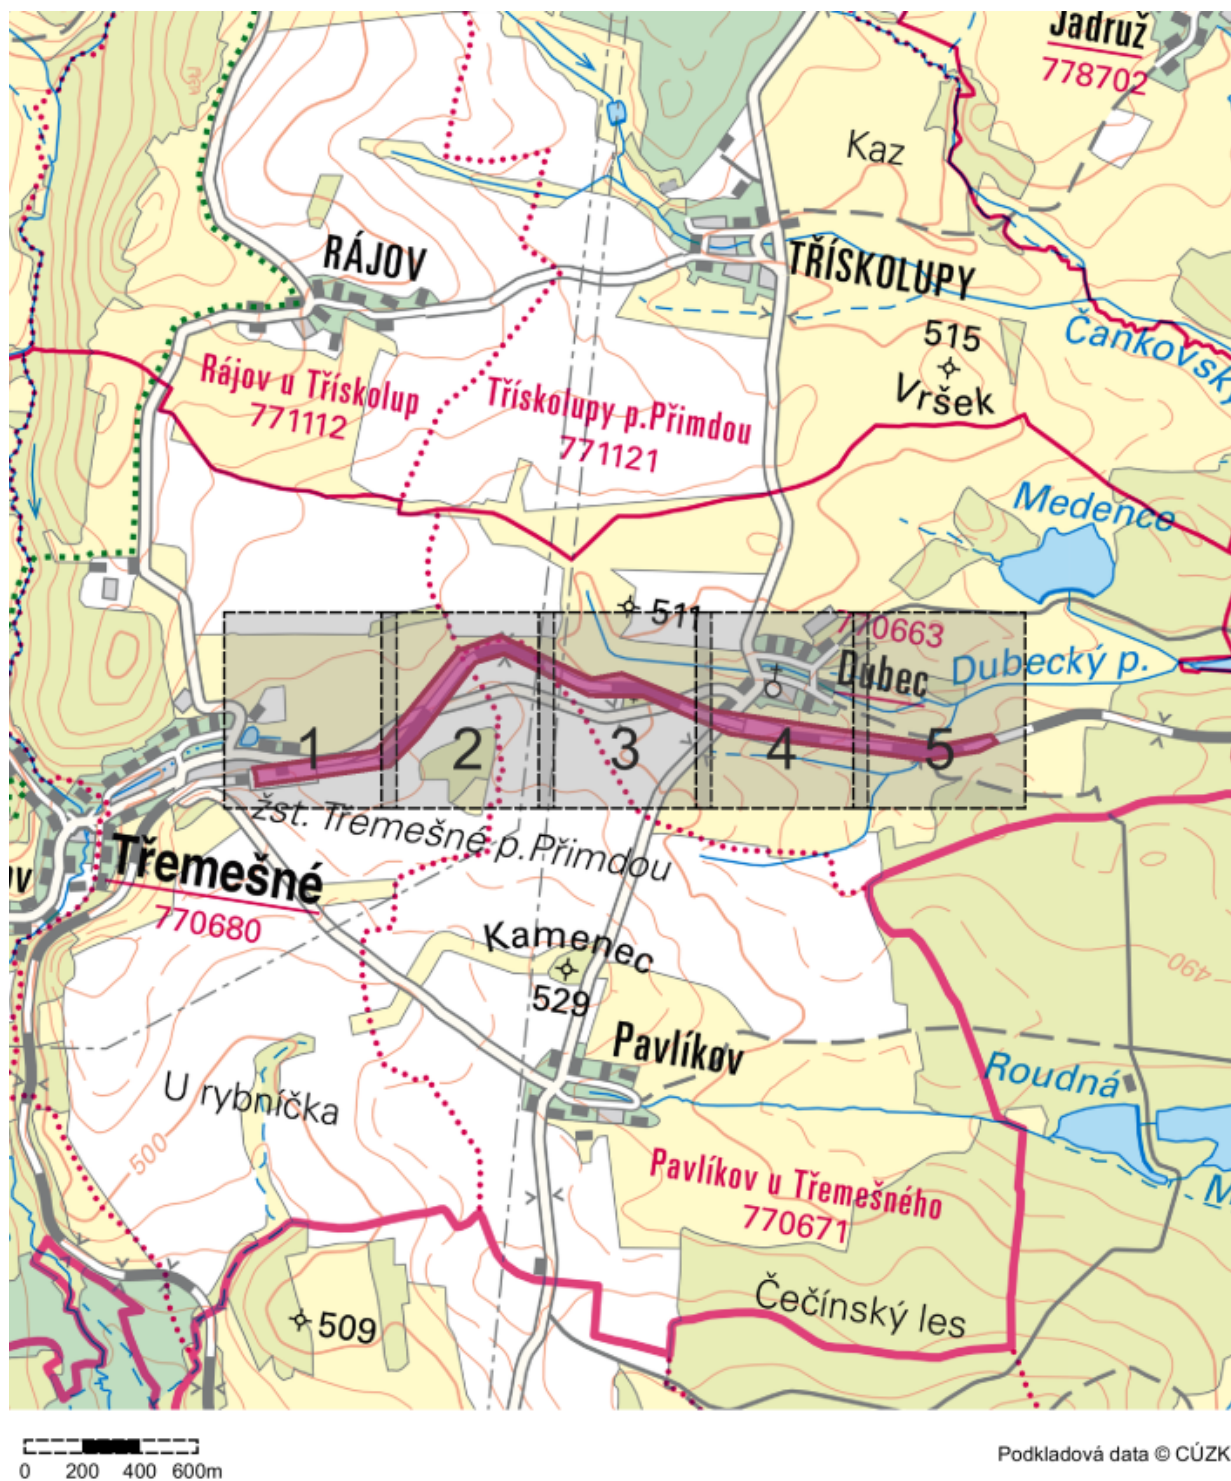 Jadruž
778702
Kaz
RÁJOV
TŘÍSKOLUPY
515
Čankovský
Vršek
Rájov u Třískolup
771112
Třískolupy p.Přimdou
771121
Medence
511
770663
Dubec
Dubecký p.
1
2
3
4
5
žst. Třemešné p.Přimdou
Třemešné
770680
Kamenec
529
490
Pavlíkov
Roudná
U rybníčka
500
Pavlíkov u Třemešného
770671
Čečínský les
509
0 200 400 600m
Podkladová data © ČÚZK